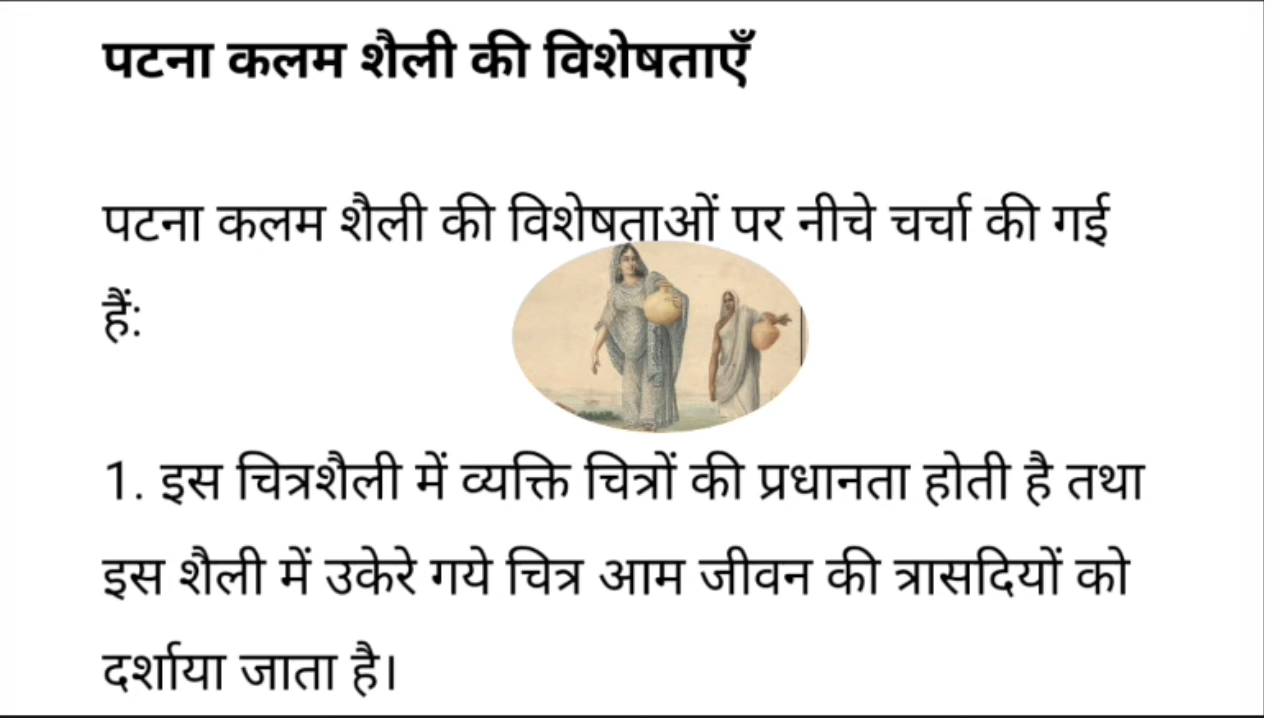 पटना कलम शैली की विशेषताएँ
पटना कलम शैली की विशेषताओं पर नीचे चर्चा की गई
हैं:
1. इस चित्रशैली में व्यक्ति चित्रों की प्रधानता होती है तथा
इस शैली में उकेरे गये चित्र आम जीवन की त्रासदियों को
दर्शाया जाता है।